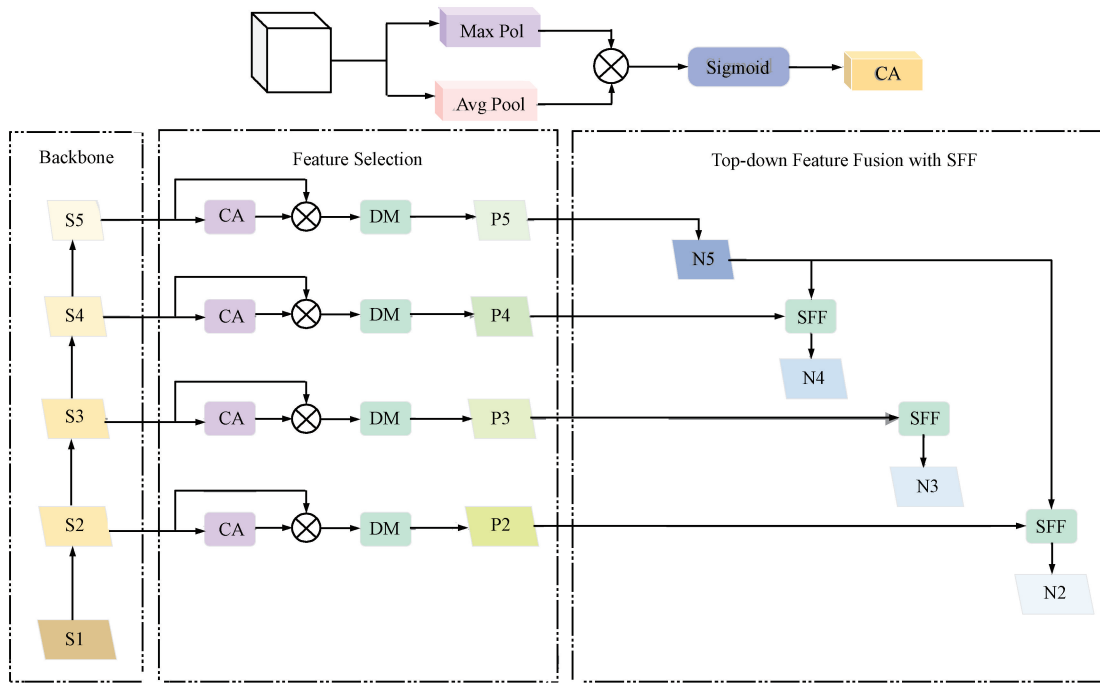 Max Pol
Avg Pool
Sigmoid
CA
Backbone
Feature Selection
Top-down Feature Fusion with SFF
S5
CA
DM
P5
N5
S4
CA
DM
P4
SFF
N4
S3
CA
DM
P3
SFF
N3
S2
CA
DM
P2
SFF
N2
S1